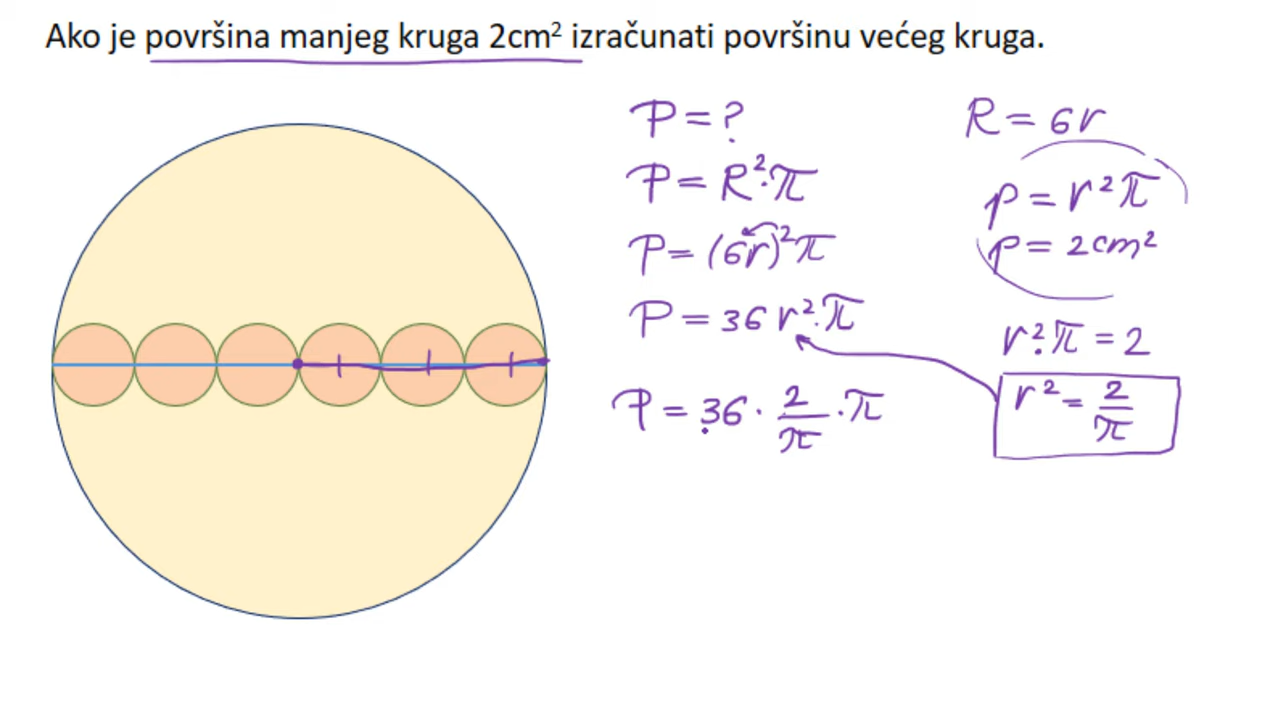 Ako je površina manjeg kruga 2cm² izračunati površinu većeg kruga.
P = ?
P = R²·π
P = (6r)²π
P = 36 r²·π
P = 36 · 2/π · π
R = 6r
p = r²π
p = 2cm²
r²·π = 2
r² = 2/π